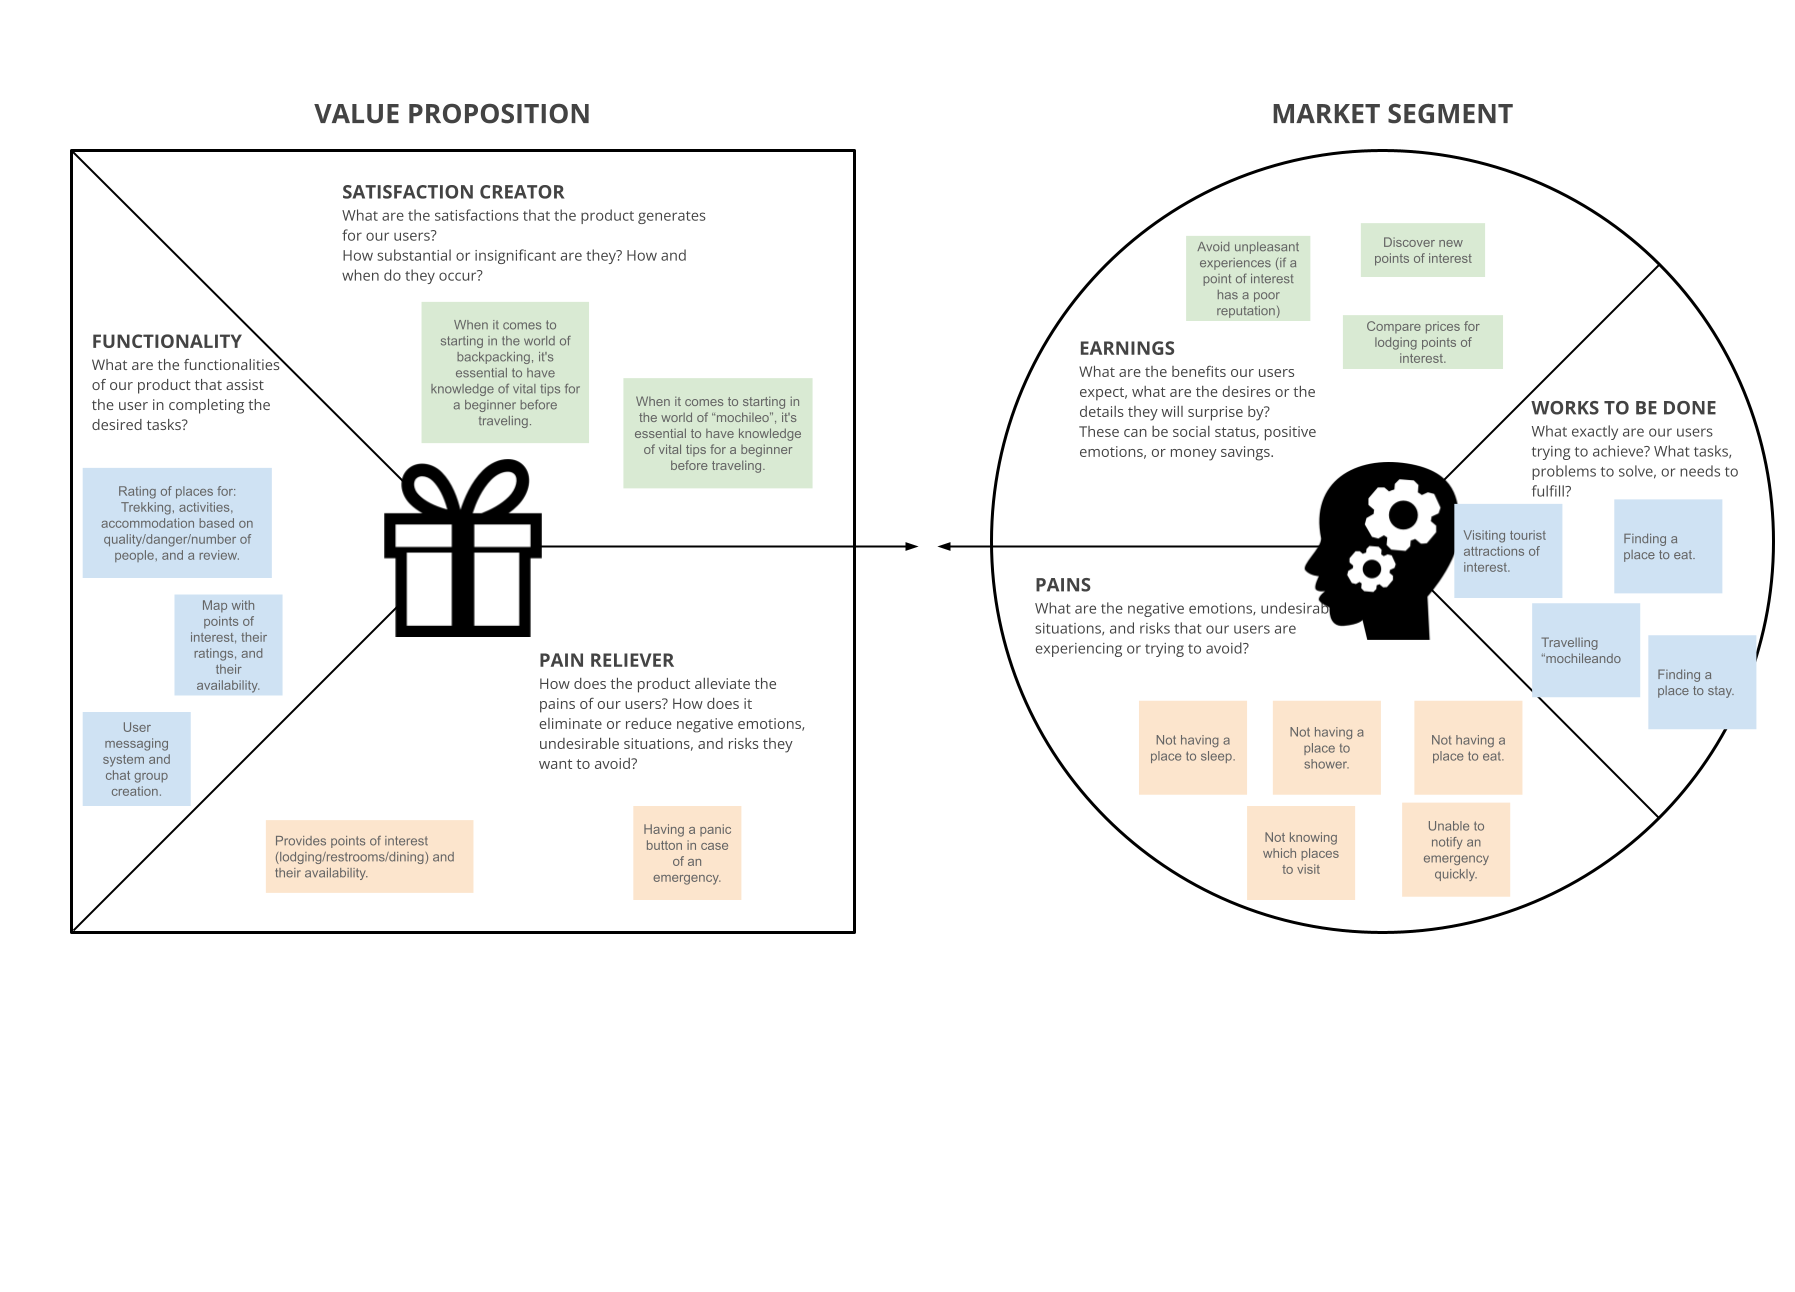 VALUE PROPOSITION
SATISFACTION CREATOR
What are the satisfactions that the product generates
for our users?
How substantial or insignificant are they? How and
when do they occur?
When it comes to
starting in the world of
backpacking, it's
essential to have
knowledge of vital tips for
a beginner before
traveling.
When it comes to starting in
the world of “mochileo”, it's
essential to have knowledge
of vital tips for a beginner
before traveling.
FUNCTIONALITY
What are the functionalities
of our product that assist
the user in completing the
desired tasks?
Rating of places for:
Trekking, activities,
accommodation based on
quality/danger/number of
people, and a review.
Map with
points of
interest, their
ratings, and
their
availability.
User
messaging
system and
chat group
creation.
PAIN RELIEVER
How does the product alleviate the
pains of our users? How does it
eliminate or reduce negative emotions,
undesirable situations, and risks they
want to avoid?
Provides points of interest
(lodging/restrooms/dining) and
their availability.
Having a panic
button in case
of an
emergency.
MARKET SEGMENT
Avoid unpleasant
experiences (if a
point of interest
has a poor
reputation)
Discover new
points of interest
Compare prices for
lodging points of
interest.
EARNINGS
What are the benefits our users
expect, what are the desires or the
details they will surprise by?
These can be social status, positive
emotions, or money savings.
WORKS TO BE DONE
What exactly are our users
trying to achieve? What tasks,
problems to solve, or needs to
fulfill?
Visiting tourist
attractions of
interest.
Finding a
place to eat.
Travelling
“mochileando
Finding a
place to stay.
PAINS
What are the negative emotions, undesirab
situations, and risks that our users are
experiencing or trying to avoid?
Not having a
place to sleep.
Not having a
place to
shower.
Not having a
place to eat.
Not knowing
which places
to visit
Unable to
notify an
emergency
quickly.